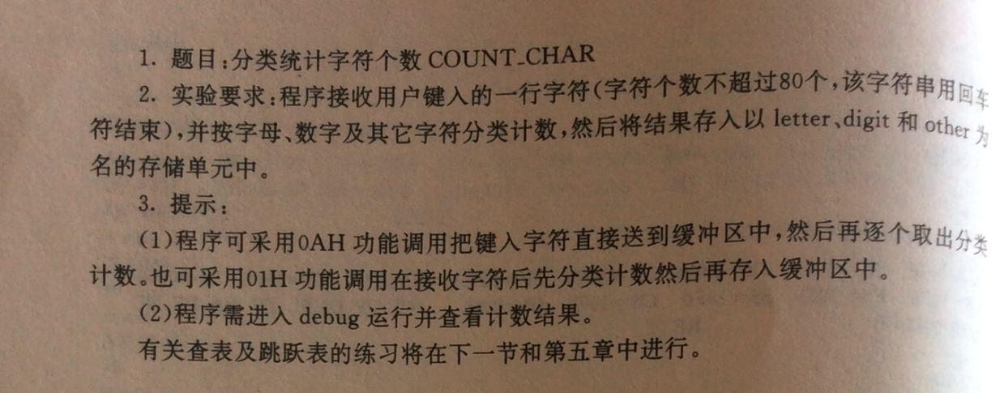 1. 题目:分类统计字符个数 COUNT_CHAR
2. 实验要求:程序接收用户键入的一行字符(字符个数不超过80个,该字符串用回车
符结束),并按字母、数字及其它字符分类计数,然后将结果存入以 letter、digit 和 other 为
名的存储单元中。
3. 提示:
(1)程序可采用0AH 功能调用把键入字符直接送到缓冲区中,然后再逐个取出分类
计数。也可采用01H 功能调用在接收字符后先分类计数然后再存入缓冲区中。
(2)程序需进入 debug 运行并查看计数结果。
有关查表及跳跃表的练习将在下一节和第五章中进行。